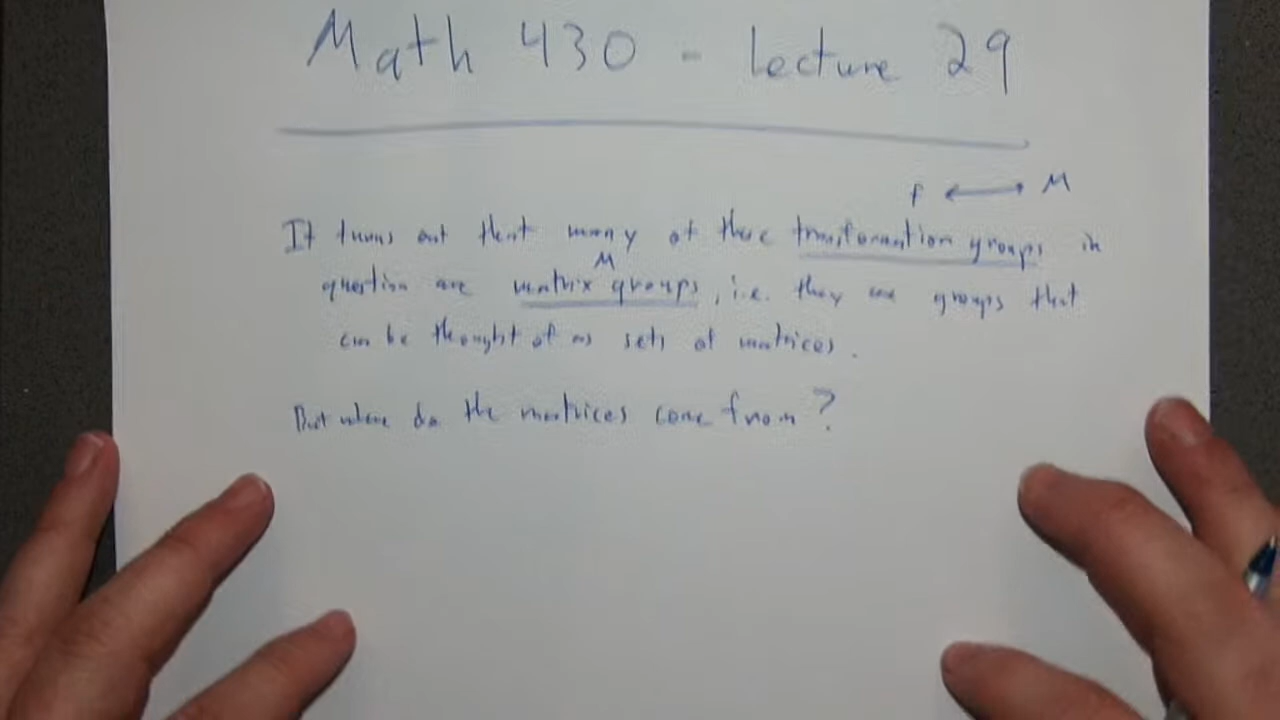 Math 430 - Lecture 29
f ↔ M
It turns out that many of these transformation groups in
M
question are matrix groups, i.e. they are groups that
can be thought of as sets of matrices.
But where do the matrices come from?